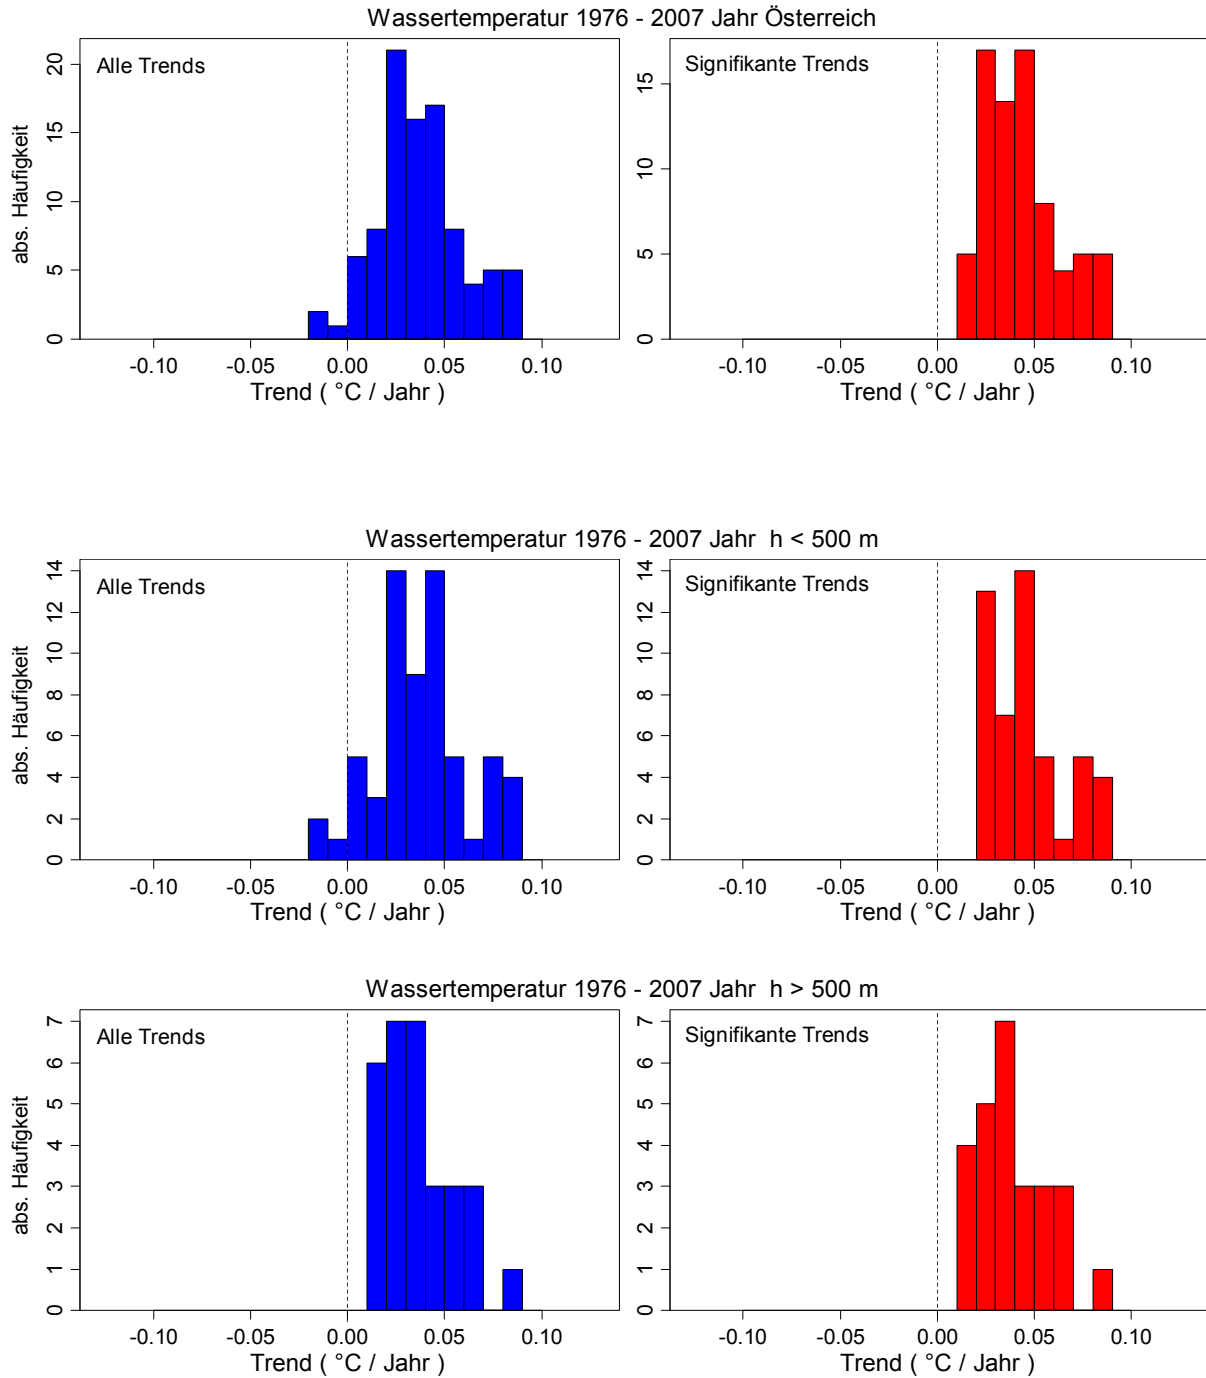 Wassertemperatur 1976 - 2007 Jahr Österreich
Alle Trends
abs. Häufigkeit
0 5 10 15 20
-0.10 -0.05 0.00 0.05 0.10
Trend ( °C / Jahr )
Signifikante Trends
0 5 10 15
-0.10 -0.05 0.00 0.05 0.10
Trend ( °C / Jahr )
Wassertemperatur 1976 - 2007 Jahr h < 500 m
Alle Trends
abs. Häufigkeit
0 2 4 6 8 10 12 14
-0.10 -0.05 0.00 0.05 0.10
Trend ( °C / Jahr )
Signifikante Trends
0 2 4 6 8 10 12 14
-0.10 -0.05 0.00 0.05 0.10
Trend ( °C / Jahr )
Wassertemperatur 1976 - 2007 Jahr h > 500 m
Alle Trends
abs. Häufigkeit
0 1 2 3 4 5 6 7
-0.10 -0.05 0.00 0.05 0.10
Trend ( °C / Jahr )
Signifikante Trends
0 1 2 3 4 5 6 7
-0.10 -0.05 0.00 0.05 0.10
Trend ( °C / Jahr )